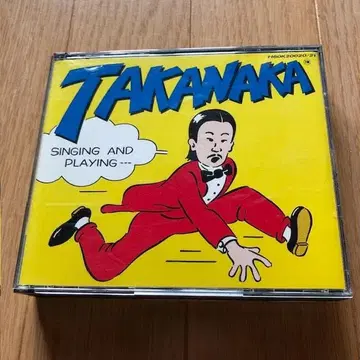 TAKANAKA
SINGING AND
PLAYING---